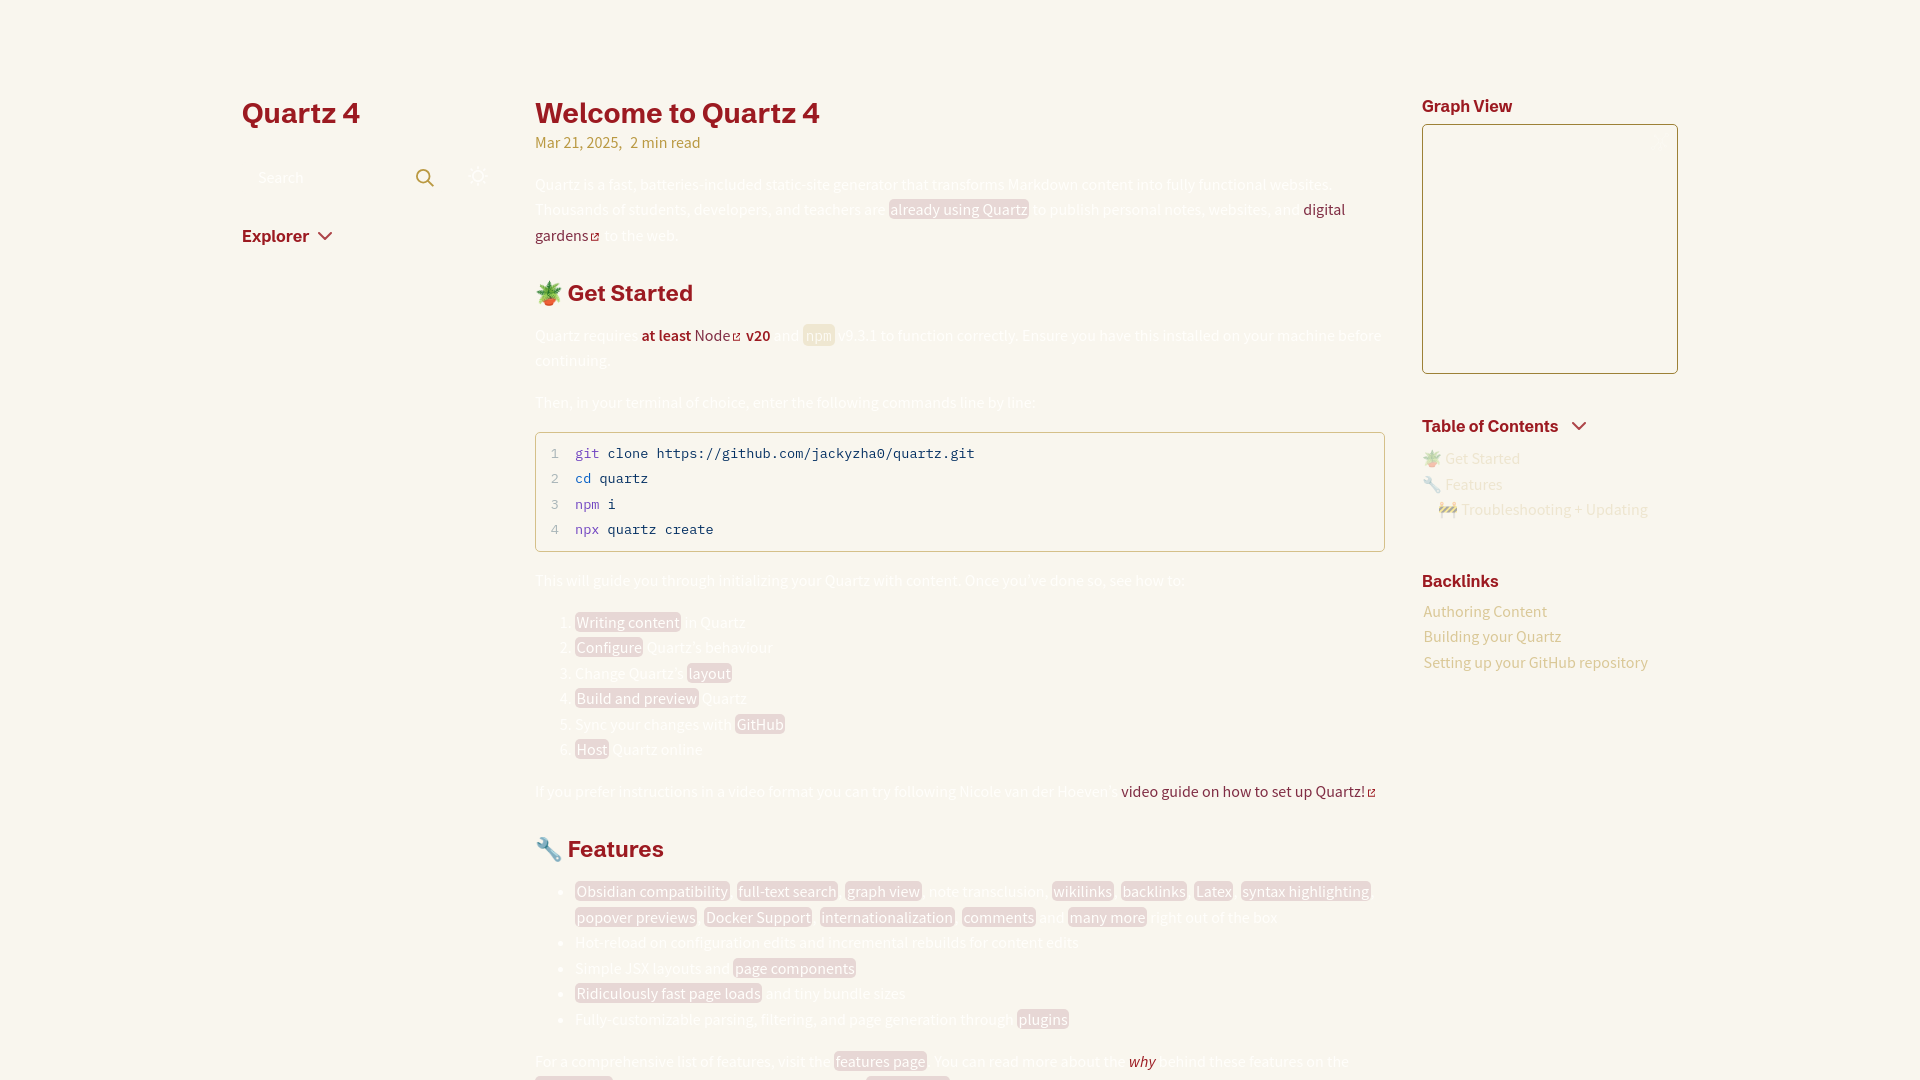 Quartz 4
Search
Explorer
Welcome to Quartz 4
Mar 21, 2025, 2 min read
Quartz is a fast, batteries-included static-site generator that transforms Markdown content into fully functional websites.
Thousands of students, developers, and teachers are already using Quartz to publish personal notes, websites, and digital
gardens to the web.
🪴 Get Started
Quartz requires at least Node v20 and npm v9.3.1 to function correctly. Ensure you have this installed on your machine before
continuing.
Then, in your terminal of choice, enter the following commands line by line:
1 git clone https://github.com/jackyzha0/quartz.git
2 cd quartz
3 npm i
4 npx quartz create
This will guide you through initializing your Quartz with content. Once you've done so, see how to:
1. Writing content in Quartz
2. Configure Quartz's behaviour
3. Change Quartz's layout
4. Build and preview Quartz
5. Sync your changes with GitHub
6. Host Quartz online
If you prefer instructions in a video format you can try following Nicole van der Hoeven's video guide on how to set up Quartz!
🔧 Features
• Obsidian compatibility, full-text search, graph view, note transclusion, wikilinks, backlinks, Latex, syntax highlighting,
popover previews, Docker Support, internationalization, comments and many more right out of the box
• Hot-reload on configuration edits and incremental rebuilds for content edits
• Simple JSX layouts and page components
• Ridiculously fast page loads and tiny bundle sizes
• Fully-customizable parsing, filtering, and page generation through plugins
For a comprehensive list of features, visit the features page. You can read more about the why behind these features on the
Graph View
Table of Contents
🪴 Get Started
🔧 Features
🚧 Troubleshooting + Updating
Backlinks
Authoring Content
Building your Quartz
Setting up your GitHub repository